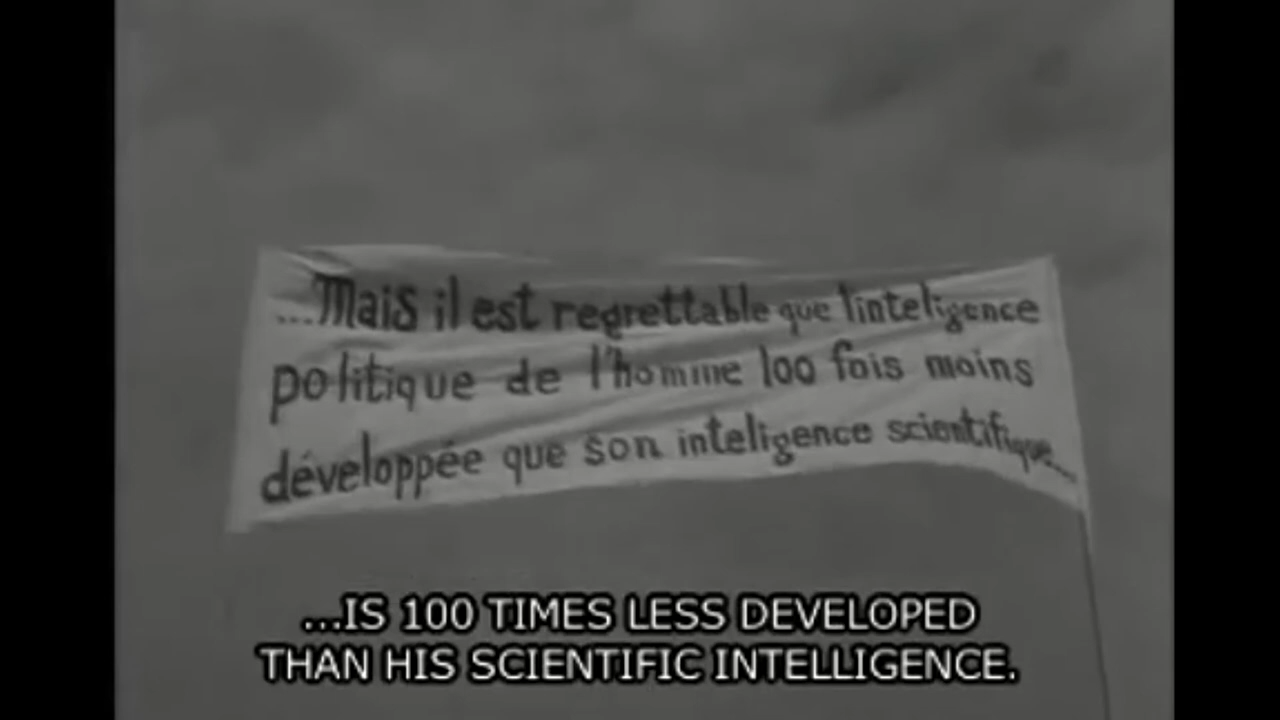 ...Mais il est regrettable que l'inteligence
politique de l'homme 100 fois moins
développée que son inteligence scientifique...
...IS 100 TIMES LESS DEVELOPED
THAN HIS SCIENTIFIC INTELLIGENCE.